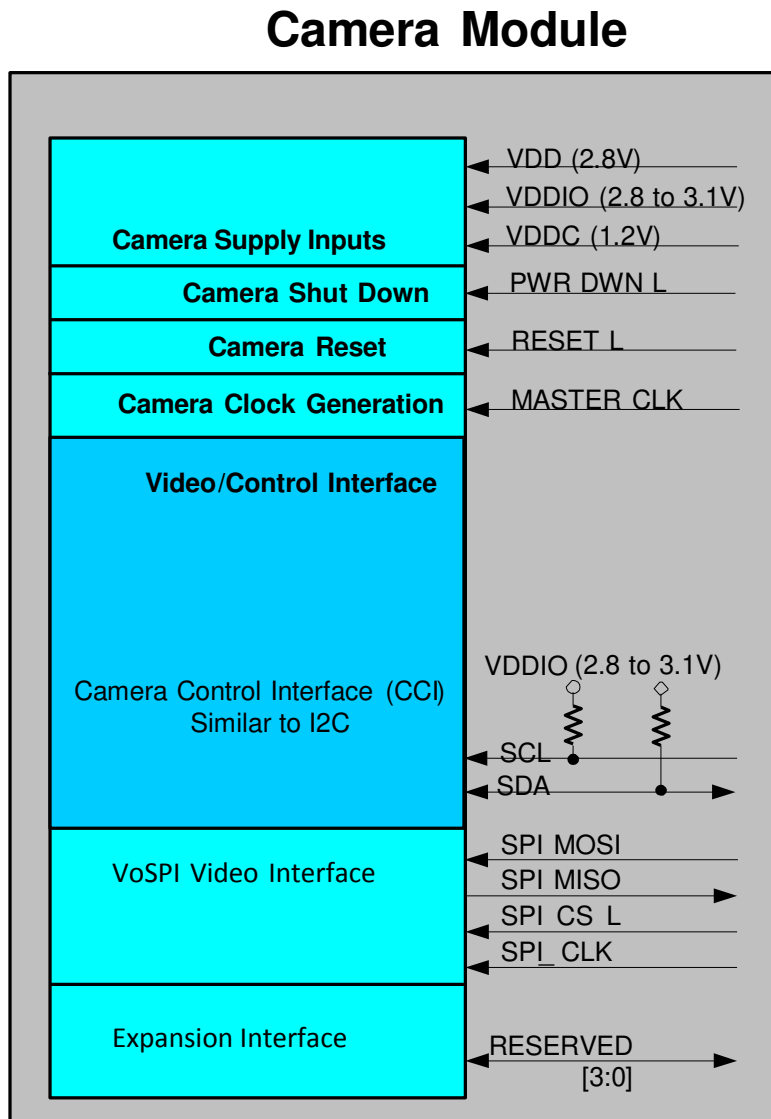 Camera Module
VDD (2.8V)
VDDIO (2.8 to 3.1V)
Camera Supply Inputs
VDDC (1.2V)
Camera Shut Down
PWR DWN L
Camera Reset
RESET L
Camera Clock Generation
MASTER CLK
Video/Control Interface
VDDIO (2.8 to 3.1V)
Camera Control Interface (CCI)
Similar to I2C
SCL
SDA
SPI MOSI
VoSPI Video Interface
SPI MISO
SPI CS L
SPI_ CLK
Expansion Interface
RESERVED
[3:0]